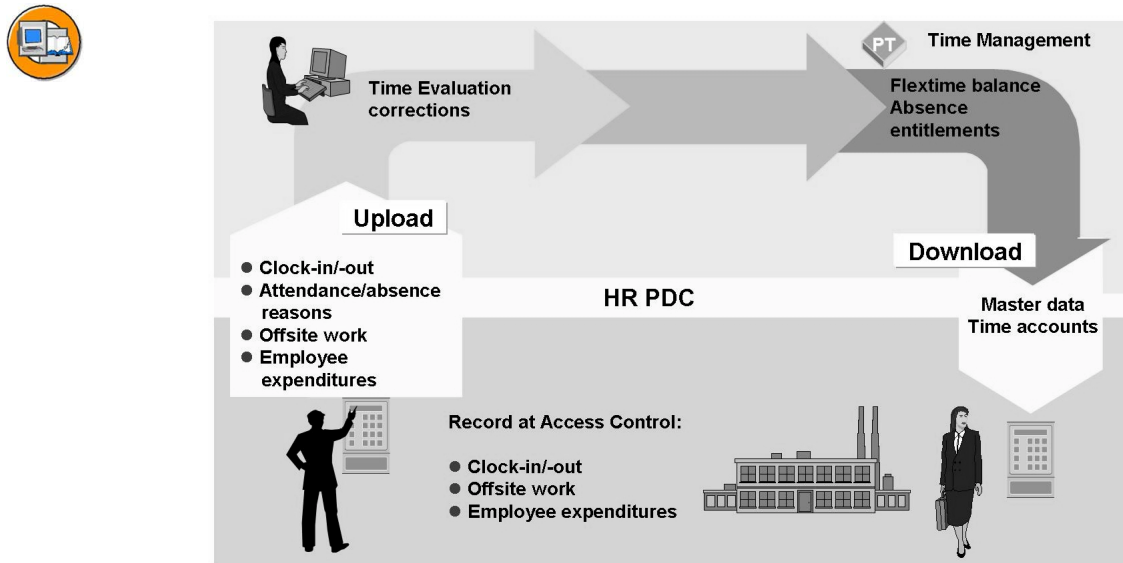 PT
Time Management
Time Evaluation
corrections
Flextime balance
Absence
entitlements
Upload
● Clock-in/-out
● Attendance/absence
reasons
● Offsite work
● Employee
expenditures
HR PDC
Download
Master data
Time accounts
Record at Access Control:
● Clock-in/-out
● Offsite work
● Employee expenditures